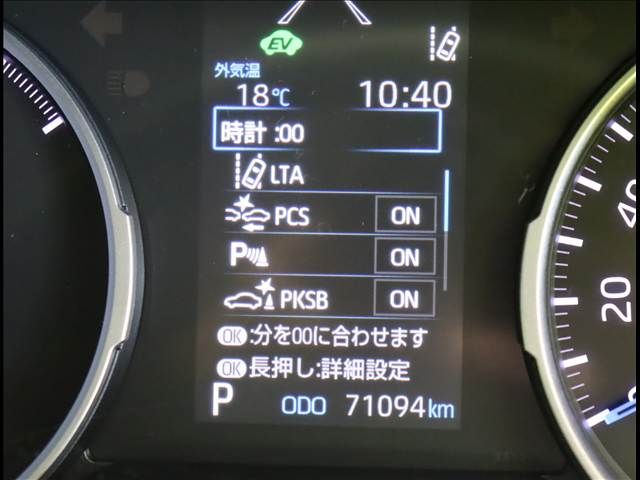 EV
外気温
18℃ 10:40
時計 :00
LTA
PCS ON
P ON
PKSB ON
OK :分を00に合わせます
OK 長押し:詳細設定
P ODO 71094 km
40
20